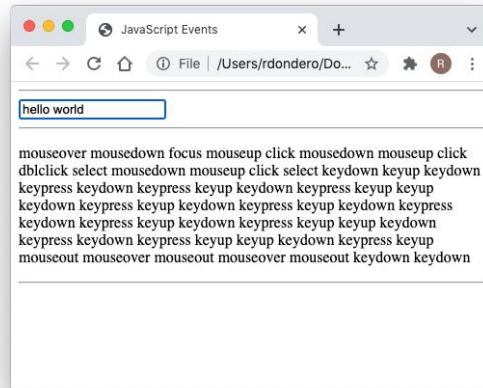 JavaScript Events
File | /Users/rdondero/Do...
R
hello world
mouseover mousedown focus mouseup click mousedown mouseup click
dblclick select mousedown mouseup click select keydown keyup keydown
keypress keydown keypress keyup keydown keypress keyup keyup
keydown keypress keyup keydown keypress keyup keydown keypress
keydown keypress keyup keydown keypress keyup keyup keydown
keypress keydown keypress keyup keyup keydown keypress keyup
mouseout mouseover mouseout mouseover mouseout keydown keydown